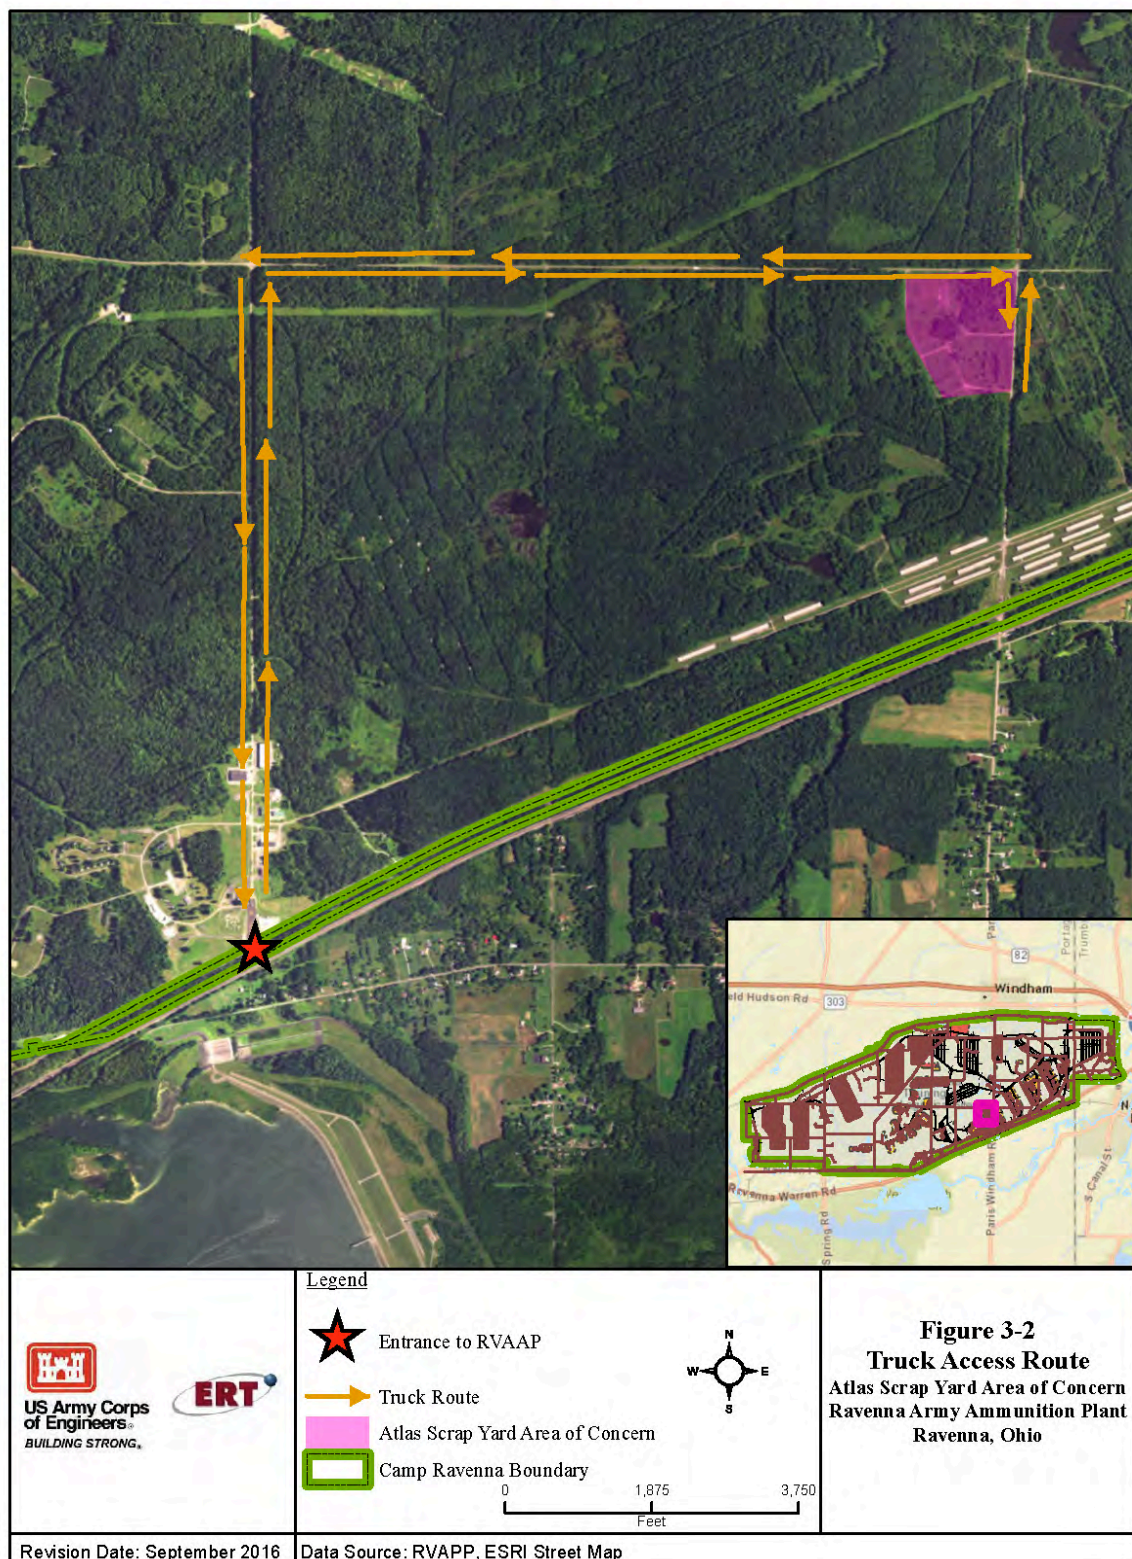 82
Windham
303
Ravenna Warren Rd
Spring Rd
Paris Windham R
S Canal St
N
Legend
Entrance to RVAAP
Truck Route
Atlas Scrap Yard Area of Concern
Camp Ravenna Boundary
N
W E
S
0 1,875 3,750
Feet
US Army Corps
of Engineers®
BUILDING STRONG®
ERT
Figure 3-2
Truck Access Route
Atlas Scrap Yard Area of Concern
Ravenna Army Ammunition Plant
Ravenna, Ohio
Revision Date: September 2016
Data Source: RVAPP, ESRI Street Map